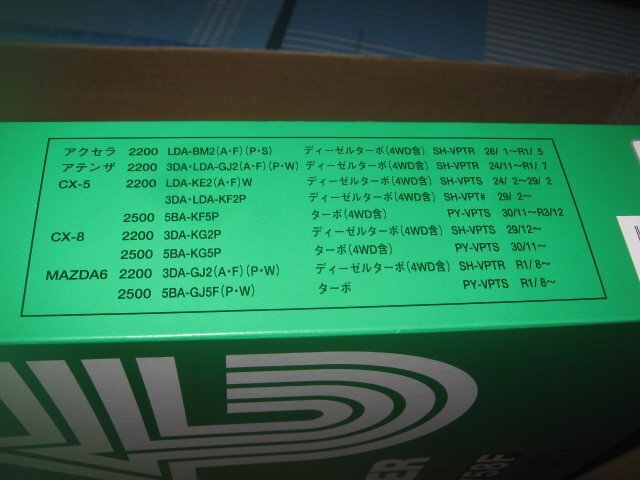 アクセラ 2200 LDA-BM2(A・F)(P・S) ディーゼルターボ(4WD含) SH-VPTR 26/ 1〜R1/ 5
アテンザ 2200 3DA・LDA-GJ2(A・F)(P・W) ディーゼルターボ(4WD含) SH-VPTR 24/11〜R1/ 7
CX-5 2200 LDA-KE2(A・F)W ディーゼルターボ(4WD含) SH-VPTS 24/ 2〜29/ 2
3DA・LDA-KF2P ディーゼルターボ(4WD含) SH-VPT# 29/ 2〜
2500 5BA-KF5P ターボ(4WD含) PY-VPTS 30/11〜R3/12
CX-8 2200 3DA-KG2P ディーゼルターボ(4WD含) SH-VPTS 29/12〜
2500 5BA-KG5P ターボ(4WD含) PY-VPTS 30/11〜
MAZDA6 2200 3DA-GJ2(A・F)(P・W) ディーゼルターボ(4WD含) SH-VPTR R1/ 8〜
2500 5BA-GJ5F(P・W) ターボ PY-VPTS R1/ 8〜